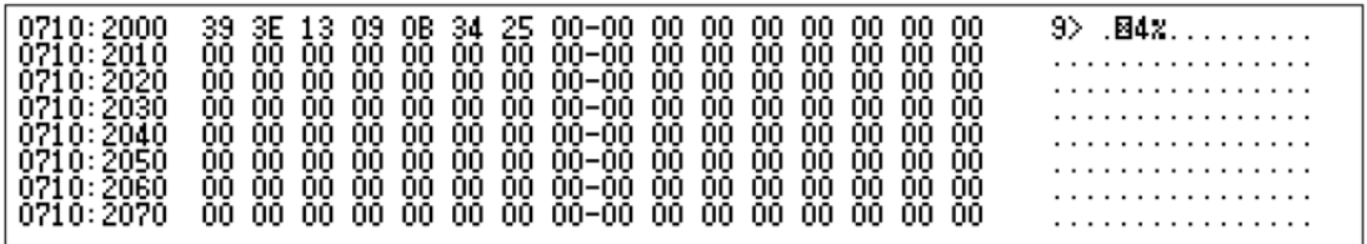 0710:2000 39 3E 13 09 0B 34 25 00-00 00 00 00 00 00 00 00 9> .4%.........
0710:2010 00 00 00 00 00 00 00 00-00 00 00 00 00 00 00 00 ................
0710:2020 00 00 00 00 00 00 00 00-00 00 00 00 00 00 00 00 ................
0710:2030 00 00 00 00 00 00 00 00-00 00 00 00 00 00 00 00 ................
0710:2040 00 00 00 00 00 00 00 00-00 00 00 00 00 00 00 00 ................
0710:2050 00 00 00 00 00 00 00 00-00 00 00 00 00 00 00 00 ................
0710:2060 00 00 00 00 00 00 00 00-00 00 00 00 00 00 00 00 ................
0710:2070 00 00 00 00 00 00 00 00-00 00 00 00 00 00 00 00 ................